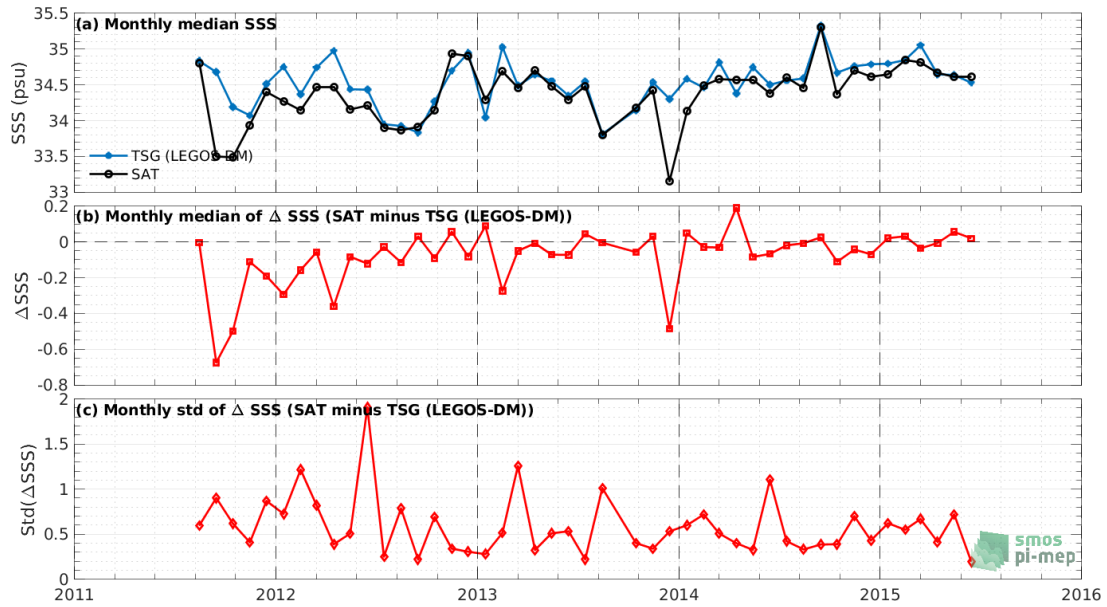 (a) Monthly median SSS
35.5
35
34.5
34
33.5
33
SSS (psu)
TSG (LEGOS-DM)
SAT
(b) Monthly median of Δ SSS (SAT minus TSG (LEGOS-DM))
0.2
0
-0.2
-0.4
-0.6
-0.8
ΔSSS
(c) Monthly std of Δ SSS (SAT minus TSG (LEGOS-DM))
2
1.5
1
0.5
0
Std(ΔSSS)
smos
pi-mep
2011 2012 2013 2014 2015 2016